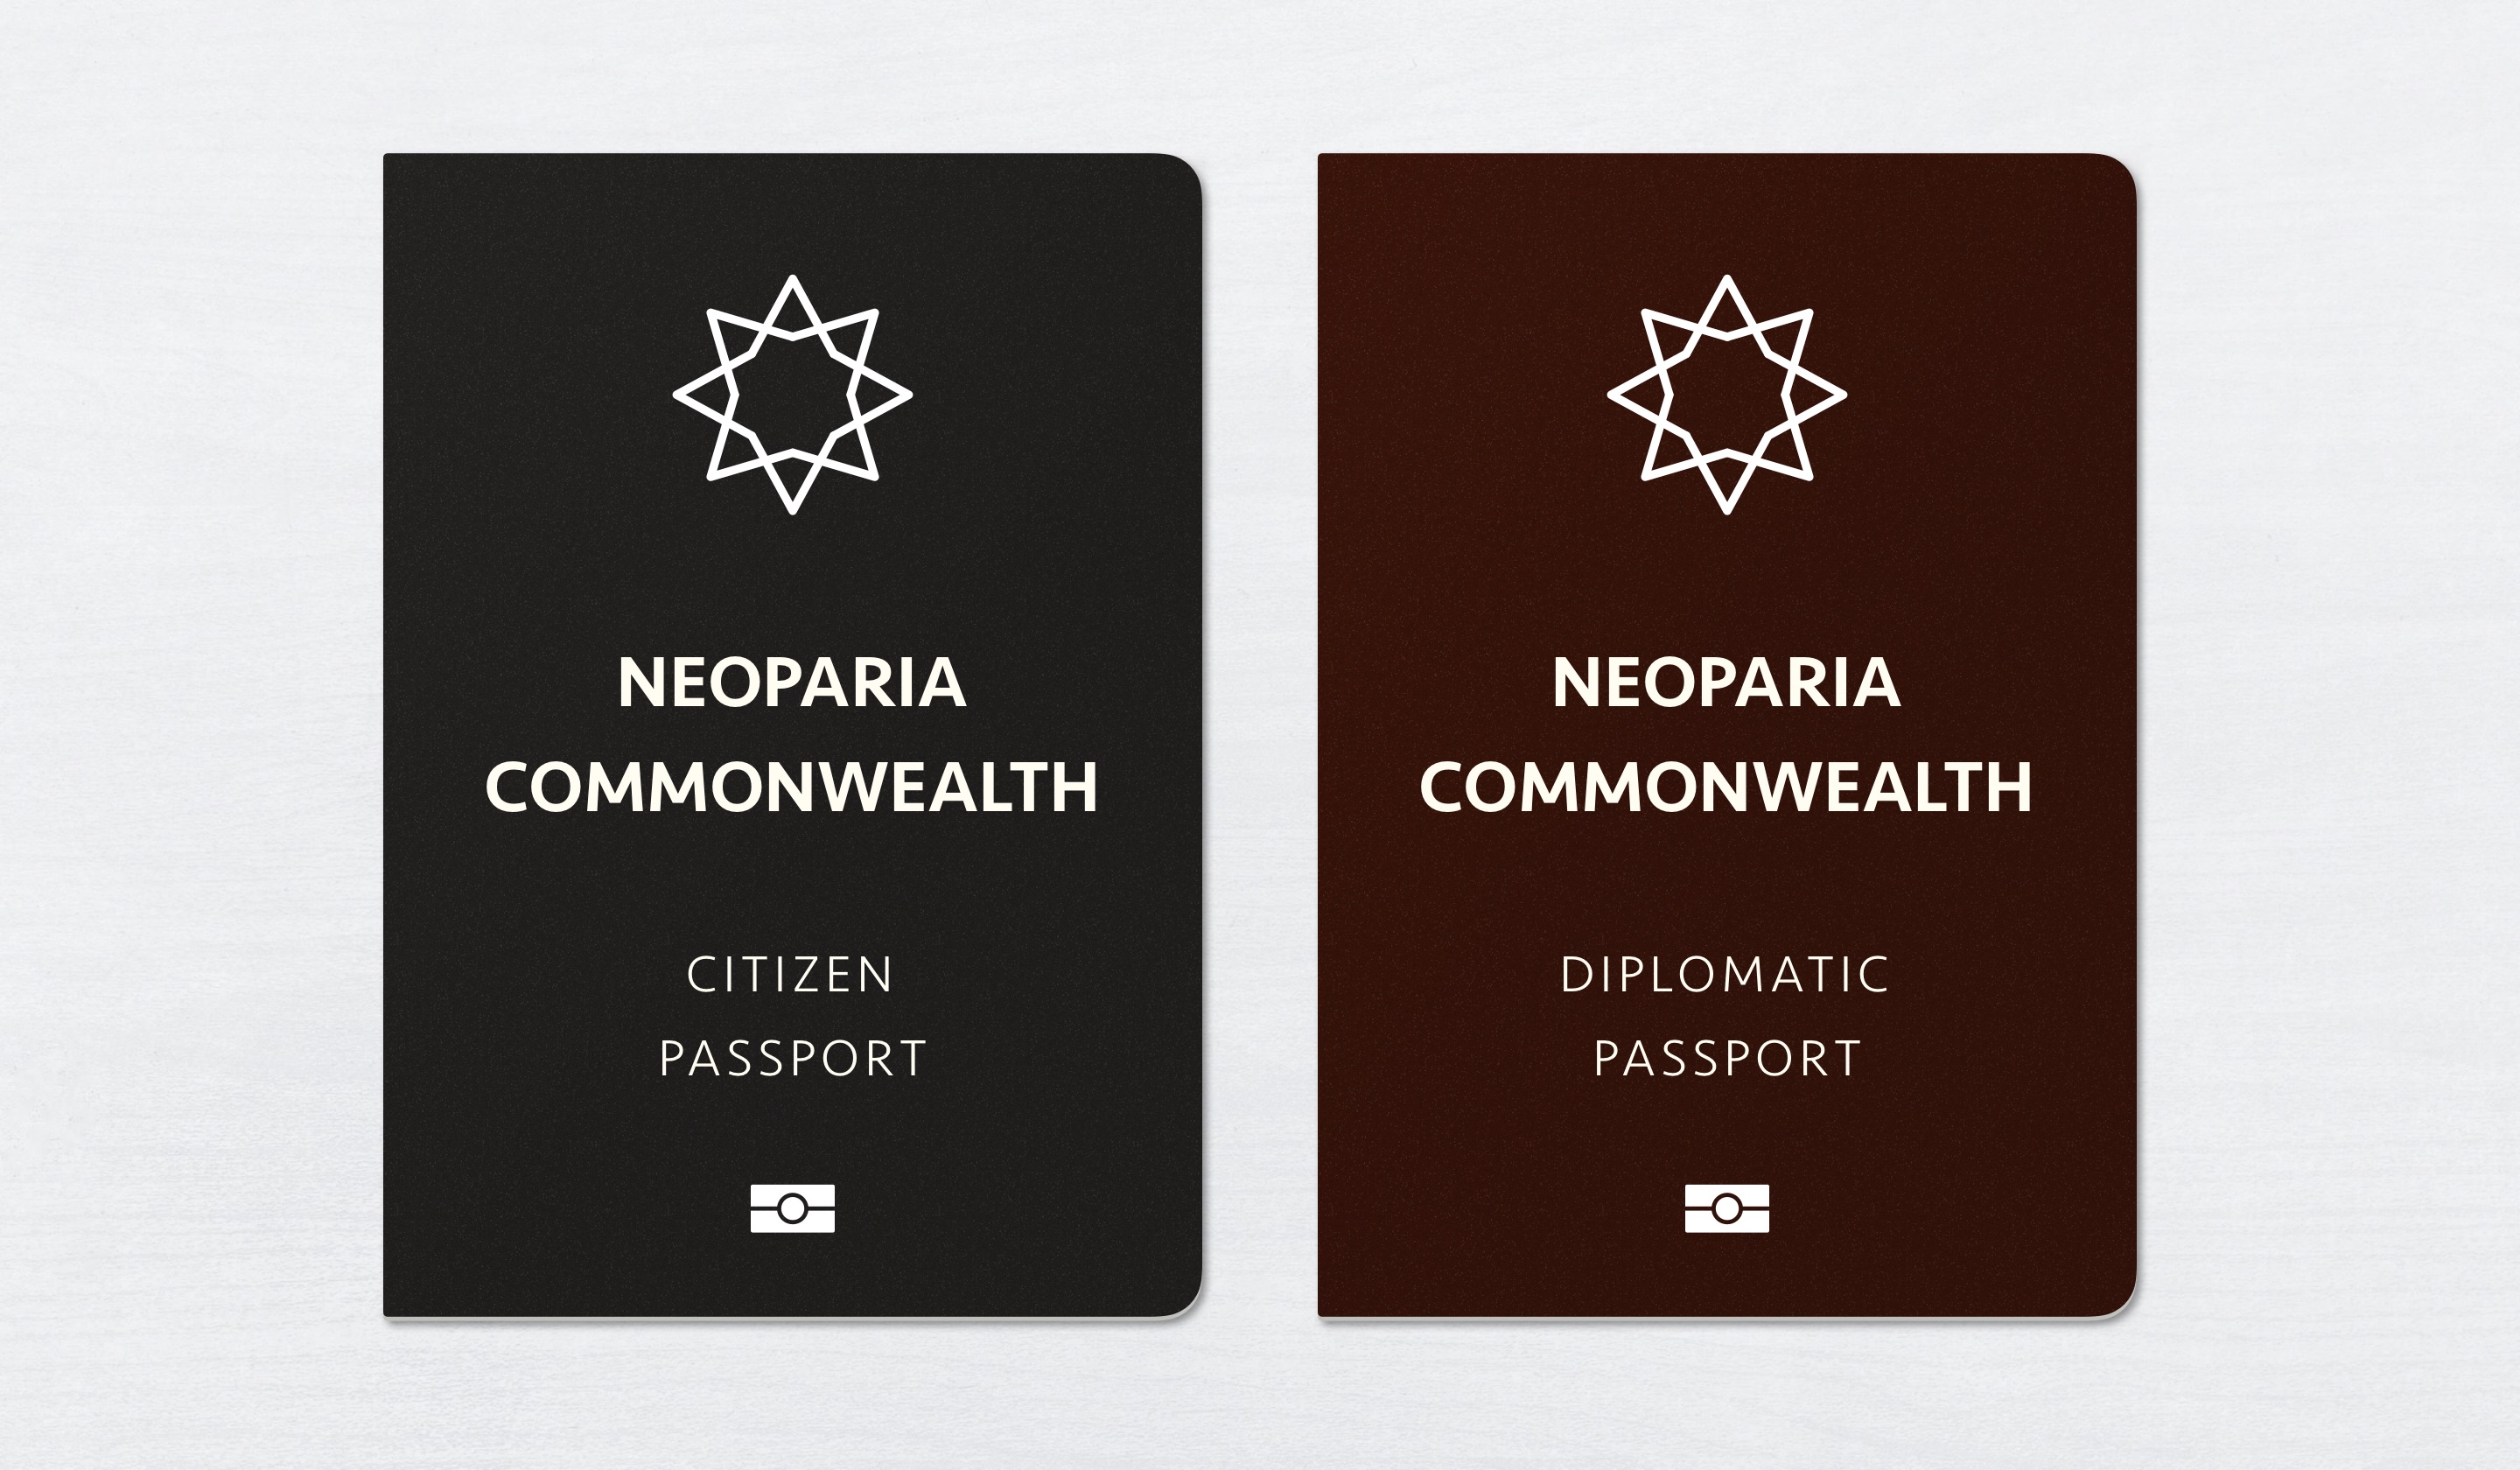 NEOPARIA
COMMONWEALTH
CITIZEN
PASSPORT
NEOPARIA
COMMONWEALTH
DIPLOMATIC
PASSPORT